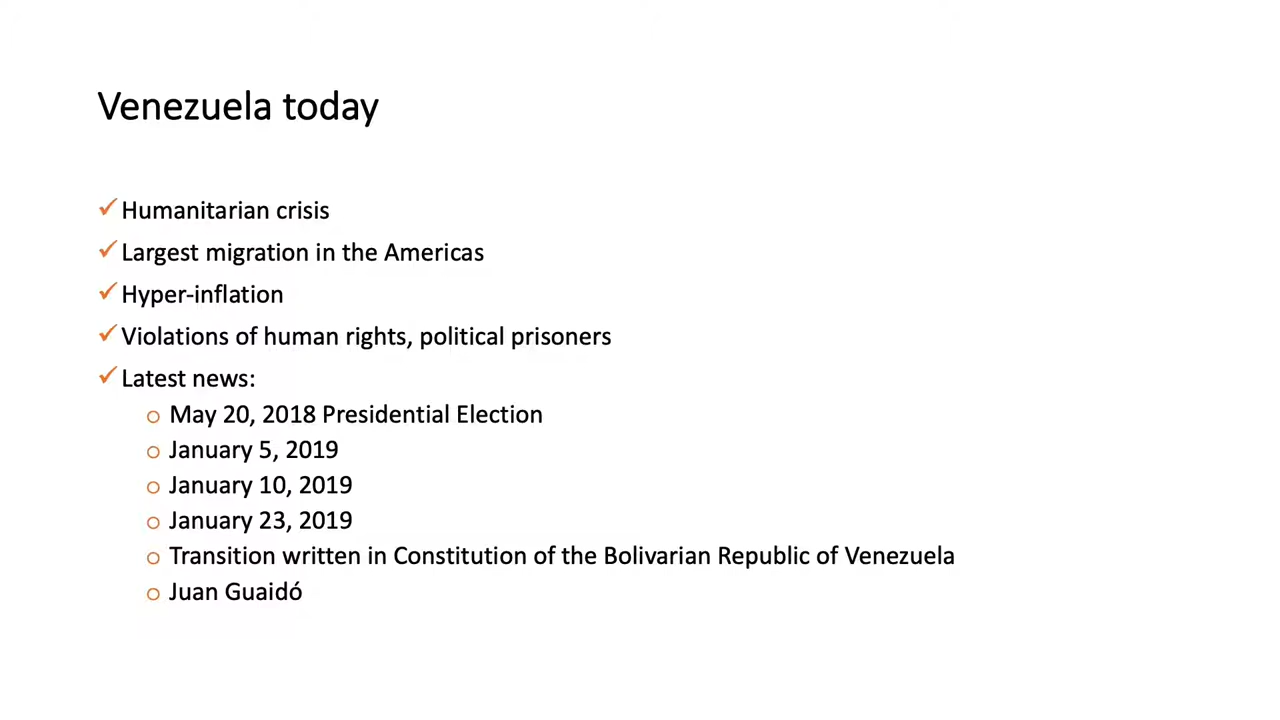 Venezuela today
✓ Humanitarian crisis
✓ Largest migration in the Americas
✓ Hyper-inflation
✓ Violations of human rights, political prisoners
✓ Latest news:
o May 20, 2018 Presidential Election
o January 5, 2019
o January 10, 2019
o January 23, 2019
o Transition written in Constitution of the Bolivarian Republic of Venezuela
o Juan Guaidó